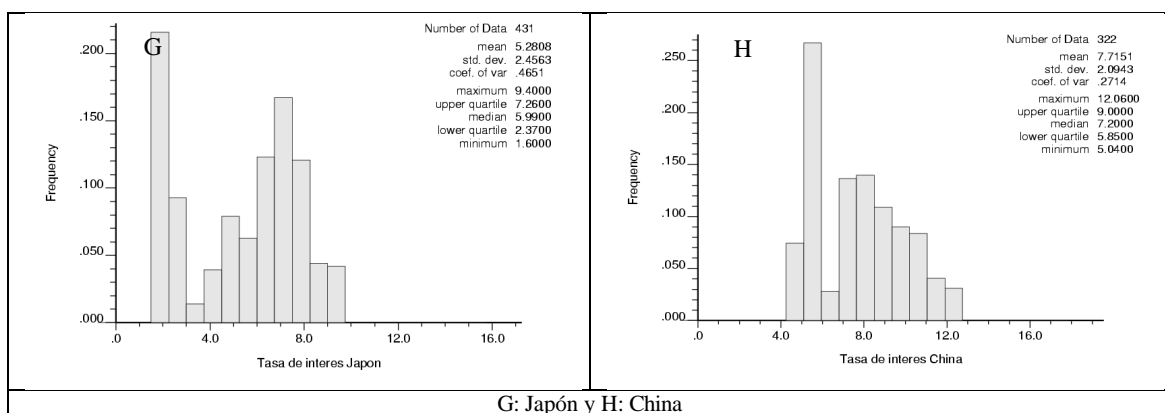 G
Number of Data 431
mean 5.2808
std. dev. 2.4563
coef. of var .4651
maximum 9.4000
upper quartile 7.2600
median 5.9900
lower quartile 2.3700
minimum 1.6000
Frequency
.200
.150
.100
.050
.000
.0 4.0 8.0 12.0 16.0
Tasa de interes Japon
H
Number of Data 322
mean 7.7151
std. dev. 2.0943
coef. of var .2714
maximum 12.0600
upper quartile 9.0000
median 7.2000
lower quartile 5.8500
minimum 5.0400
Frequency
.250
.200
.150
.100
.050
.000
.0 4.0 8.0 12.0 16.0
Tasa de interes China
G: Japón y H: China